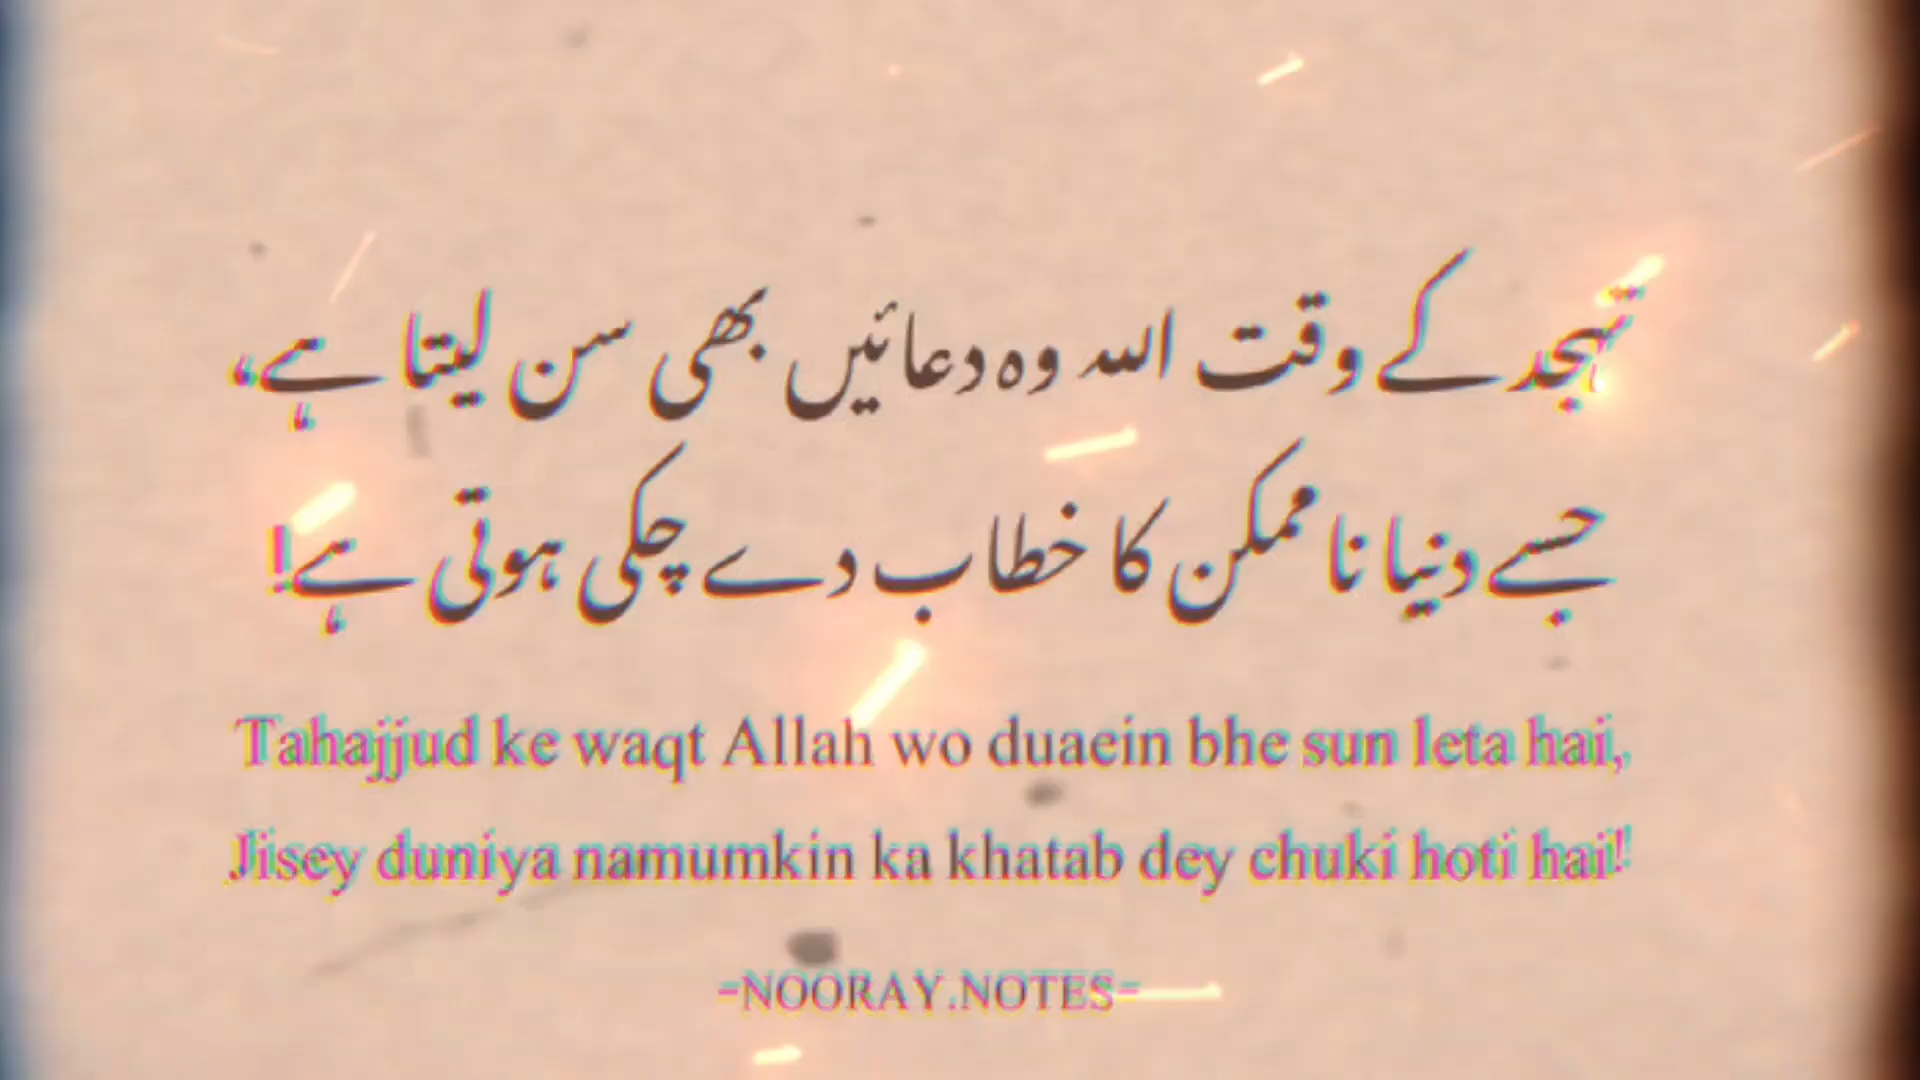 تہجد کے وقت اللہ وہ دعائیں بھی سن لیتا ہے،
جسے دنیا ناممکن کا خطاب دے چکی ہوتی ہے!
Tahajjud ke waqt Allah wo duaein bhe sun leta hai,
Jisey duniya namumkin ka khatab dey chuki hoti hai!
-NOORAY.NOTES-